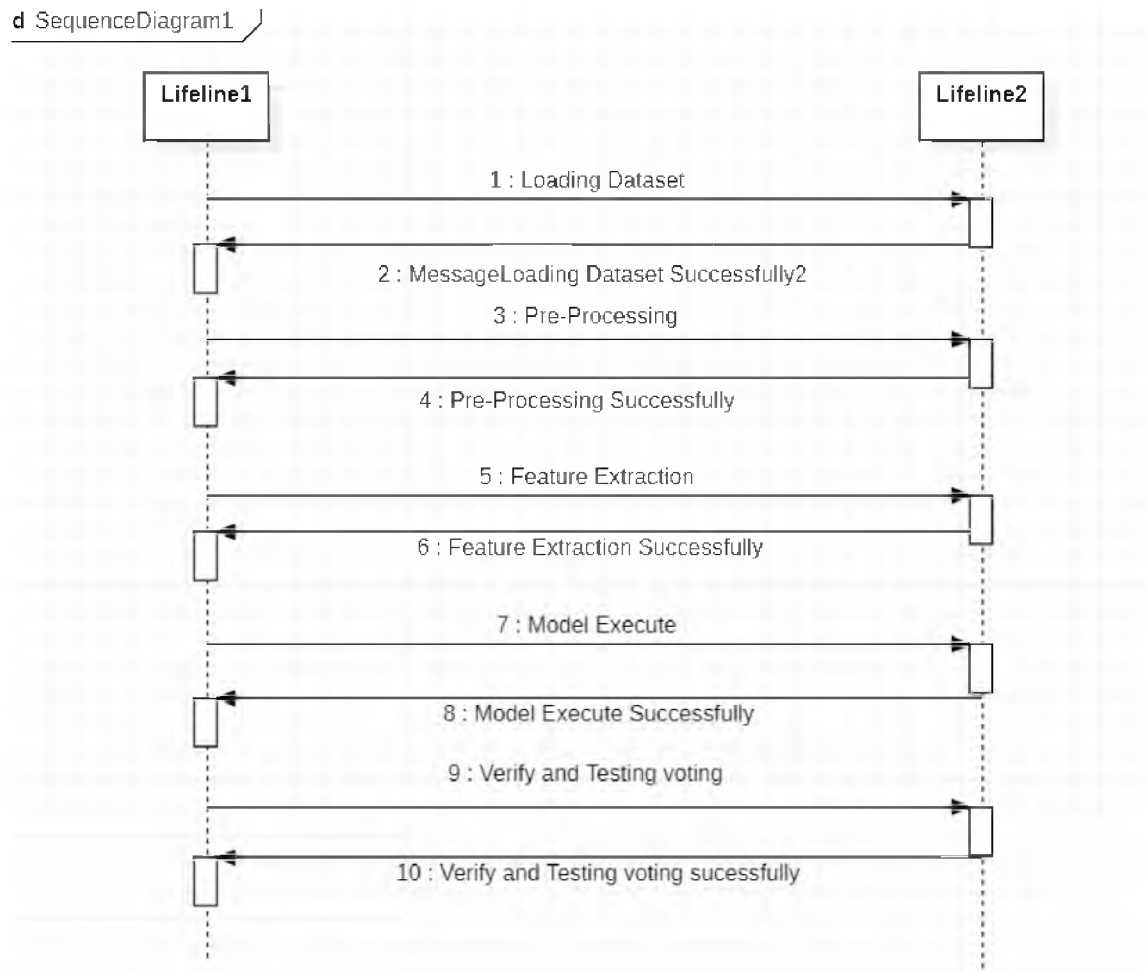 d SequenceDiagram1
Lifeline1
Lifeline2
1 : Loading Dataset
2 : MessageLoading Dataset Successfully2
3 : Pre-Processing
4 : Pre-Processing Successfully
5 : Feature Extraction
6 : Feature Extraction Successfully
7 : Model Execute
8 : Model Execute Successfully
9 : Verify and Testing voting
10 : Verify and Testing voting sucessfully